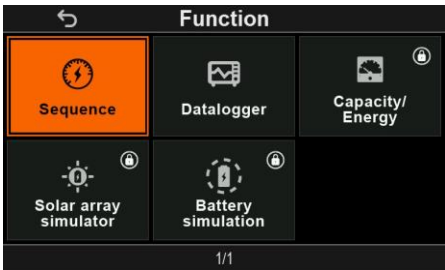 Function
Sequence
Datalogger
Capacity/
Energy
Solar array
simulator
Battery
simulation
1/1